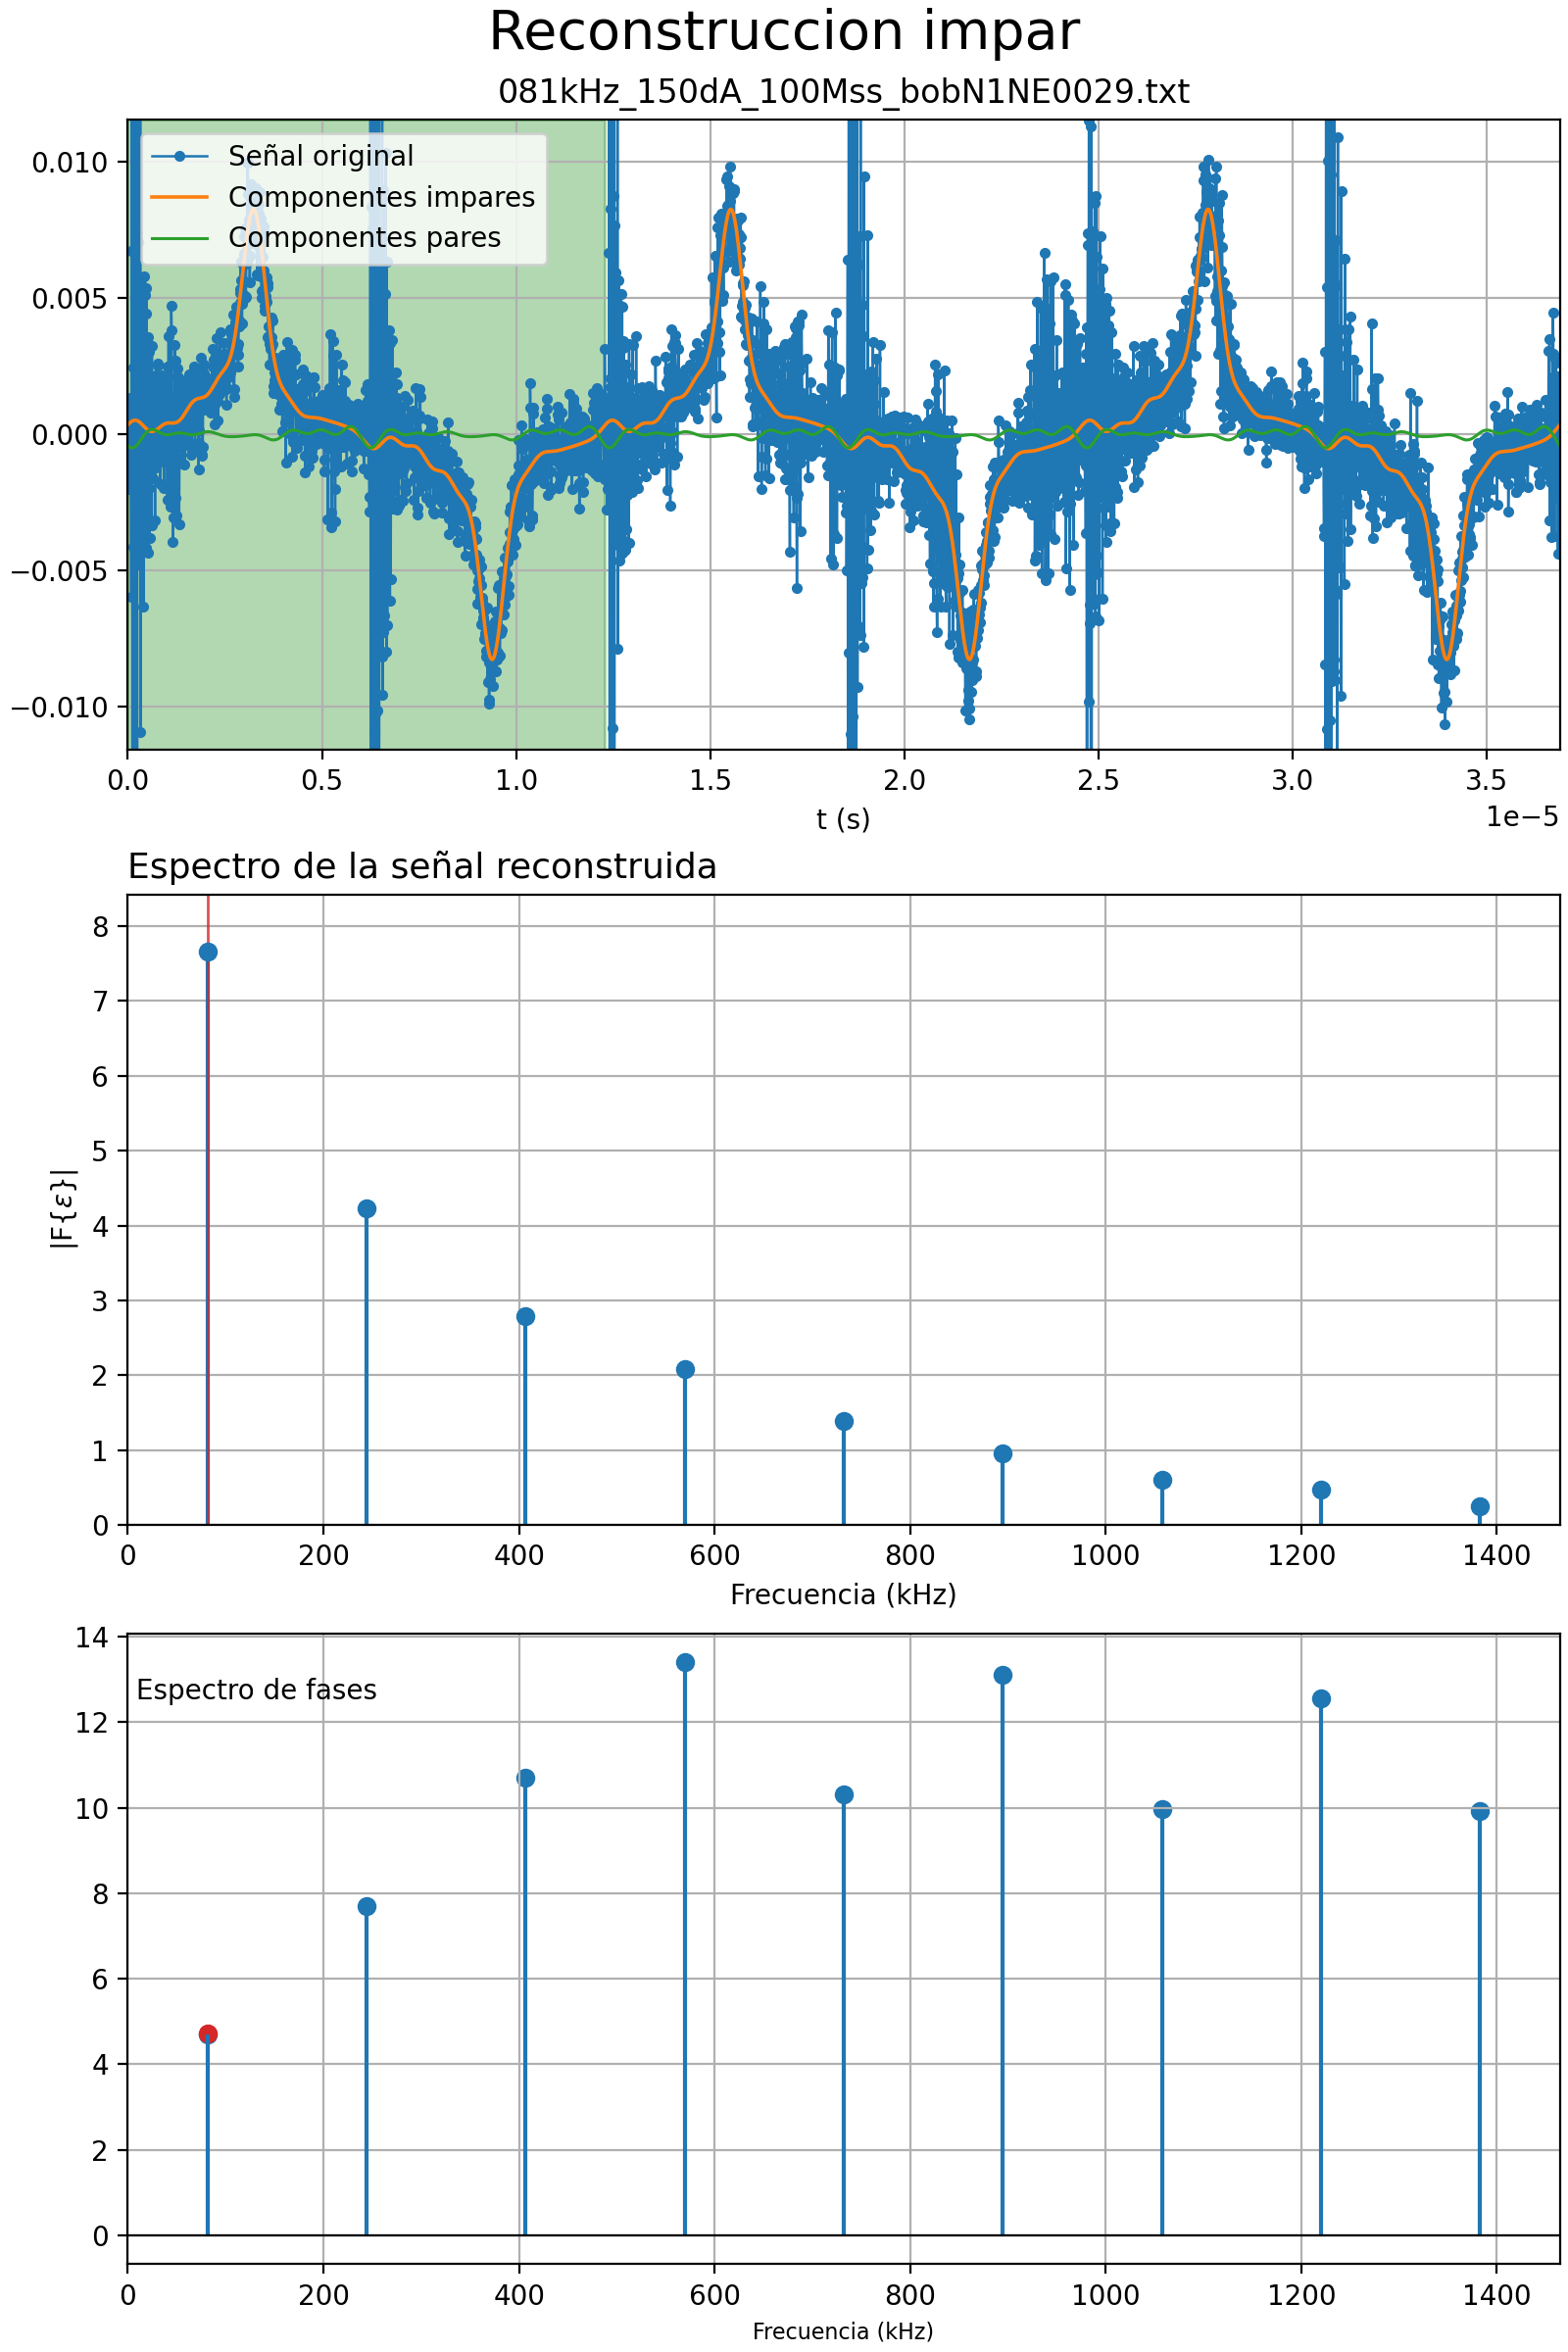 Reconstruccion impar
081kHz_150dA_100Mss_bobN1NE0029.txt
Señal original
Componentes impares
Componentes pares
0.010
0.005
0.000
−0.005
−0.010
0.0 0.5 1.0 1.5 2.0 2.5 3.0 3.5
t (s)
1e−5
Espectro de la señal reconstruida
8
7
6
5
4
3
2
1
0
|F{ε}|
0 200 400 600 800 1000 1200 1400
Frecuencia (kHz)
Espectro de fases
14
12
10
8
6
4
2
0
0 200 400 600 800 1000 1200 1400
Frecuencia (kHz)